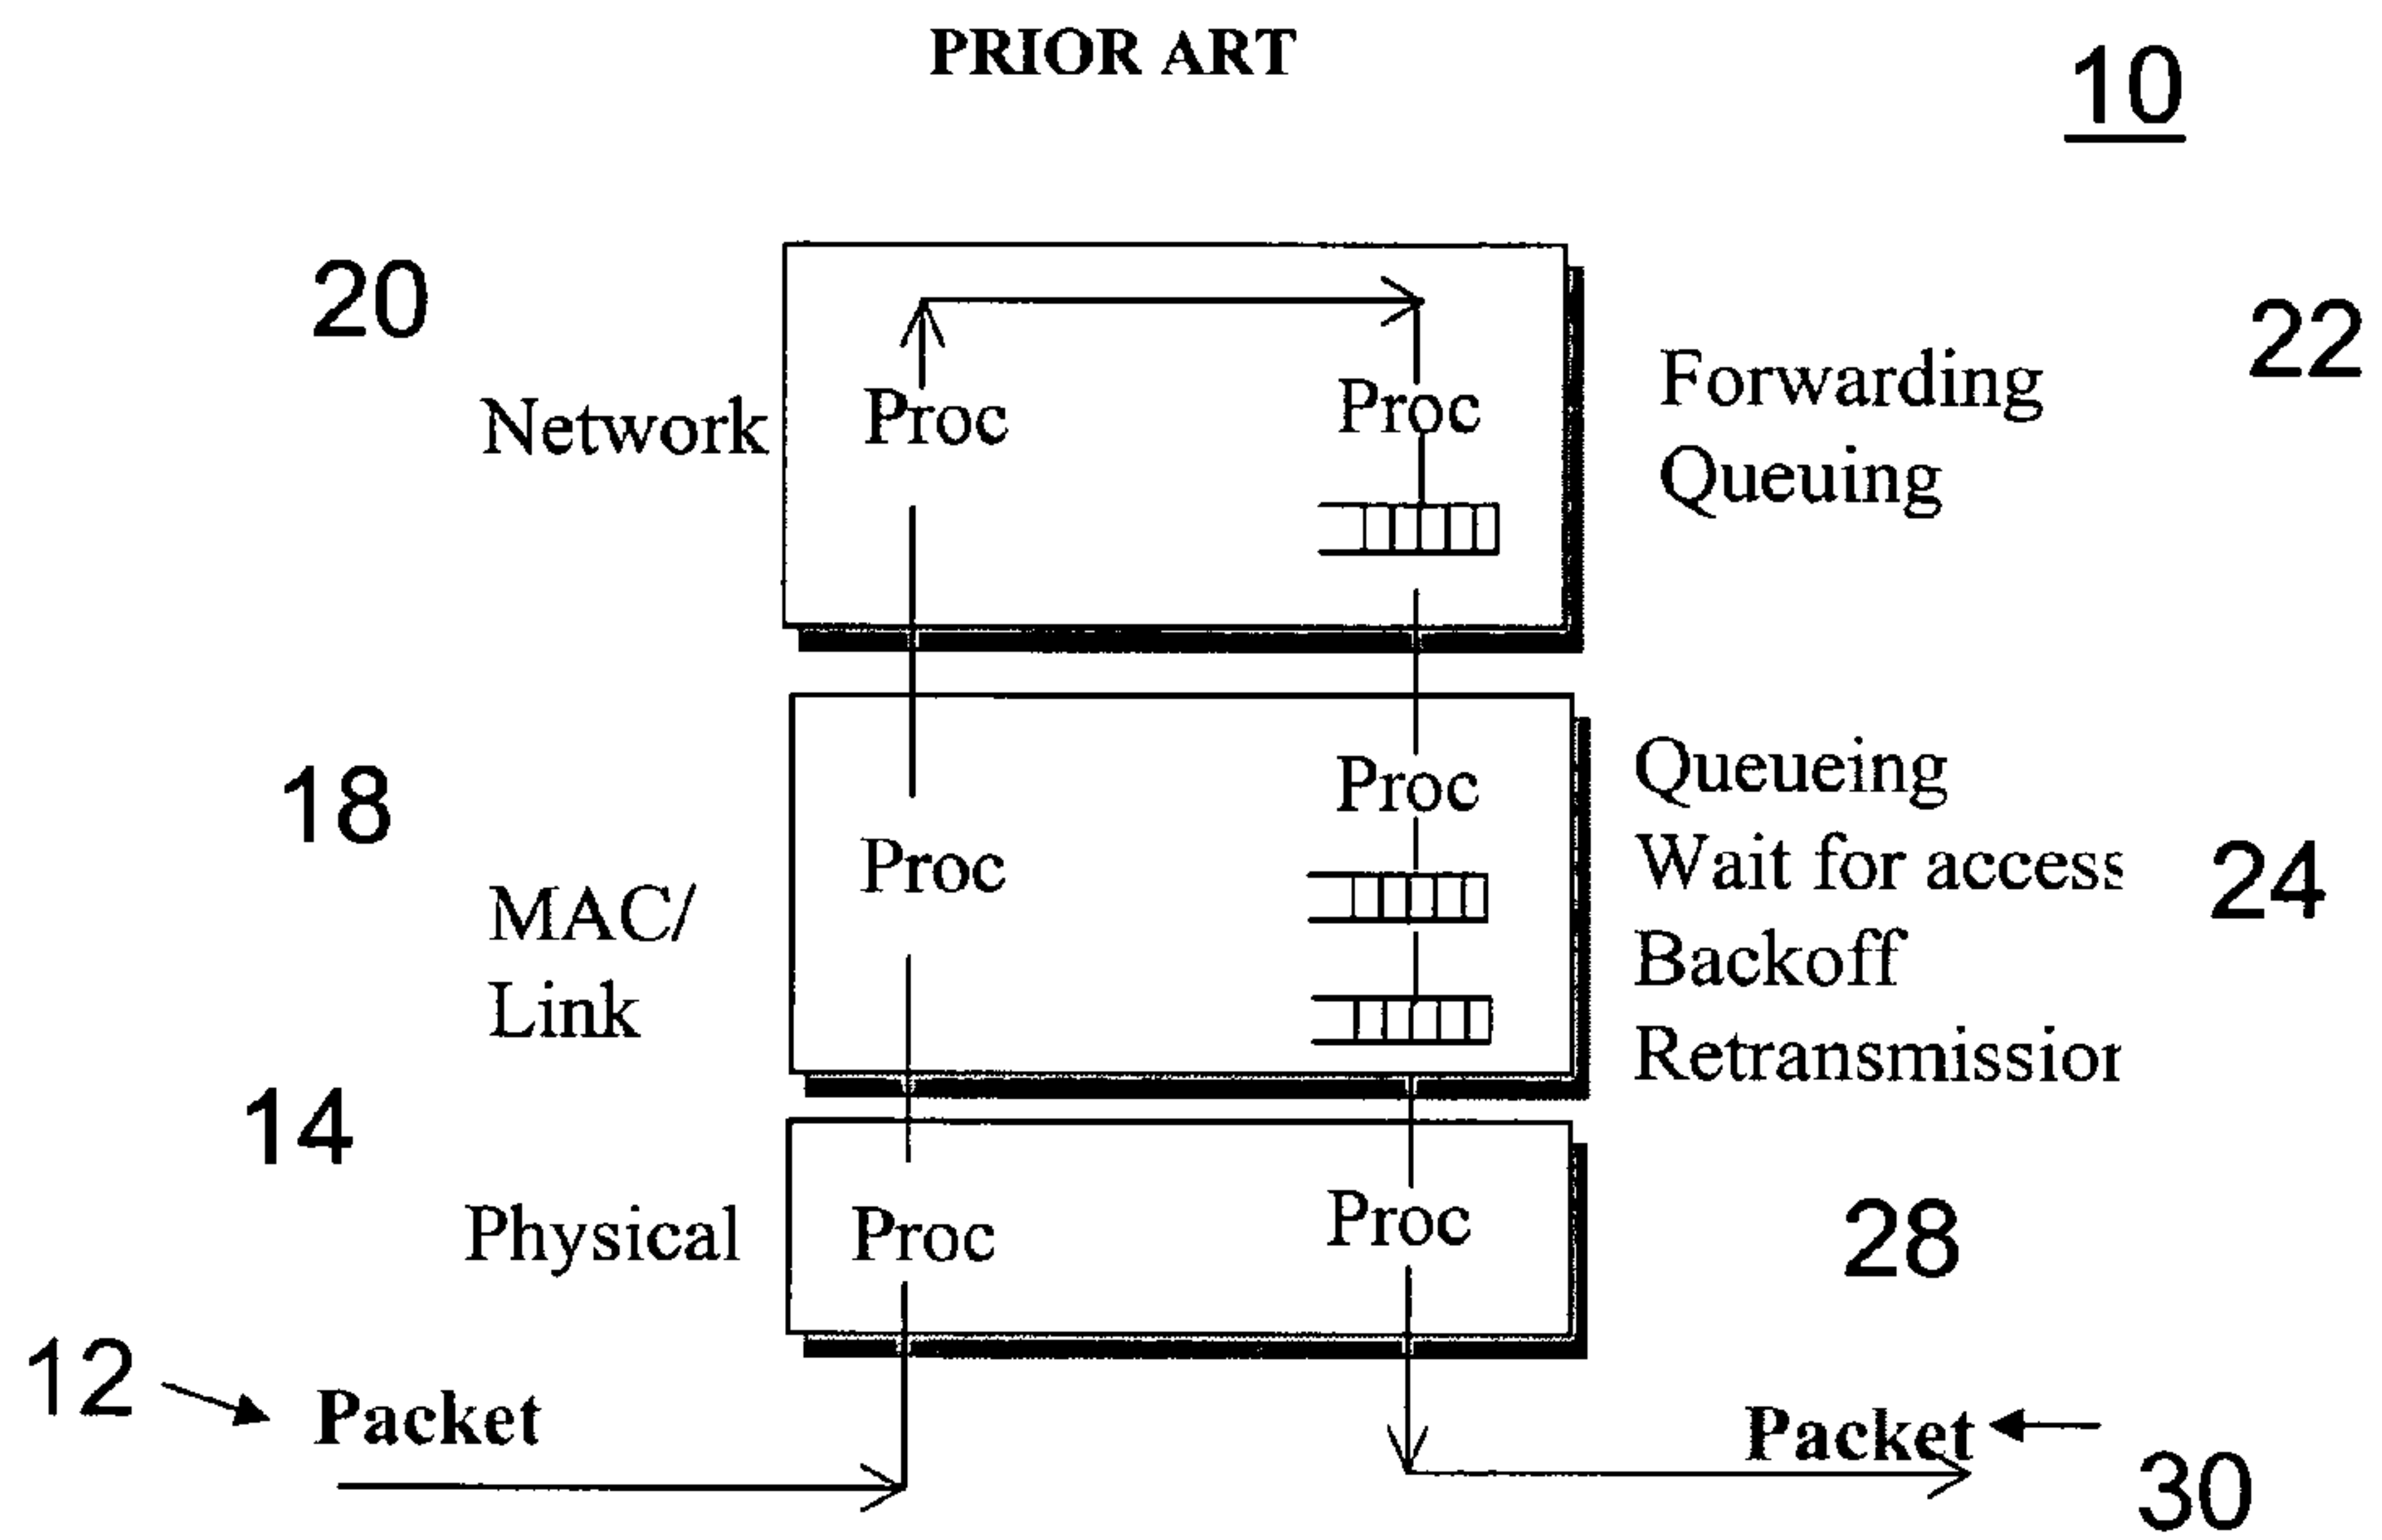 PRIOR ART
10
20
22
Network
Proc
Proc
Forwarding
Queuing
18
MAC/
Link
Proc
Proc
Queueing
Wait for access
Backoff
Retransmission
24
14
Physical
Proc
Proc
28
12
Packet
Packet
30